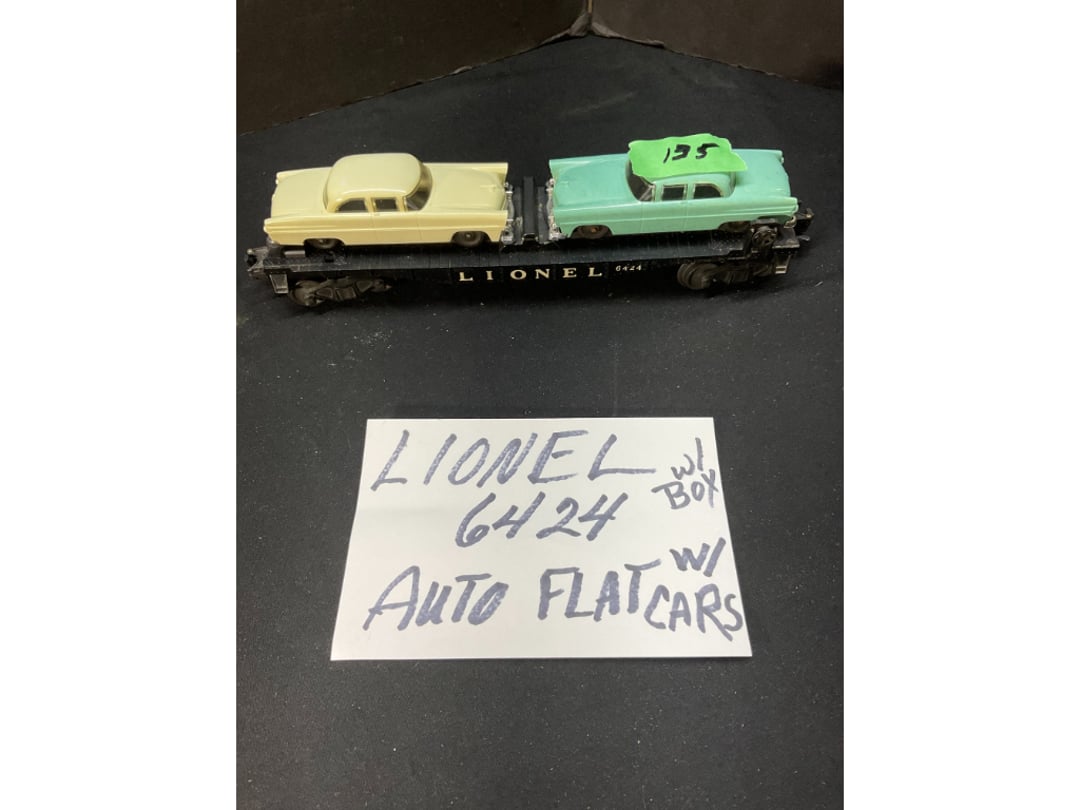 135
LIONEL 6424
LIONEL w/ BOX
6424
AUTO FLAT w/ CARS